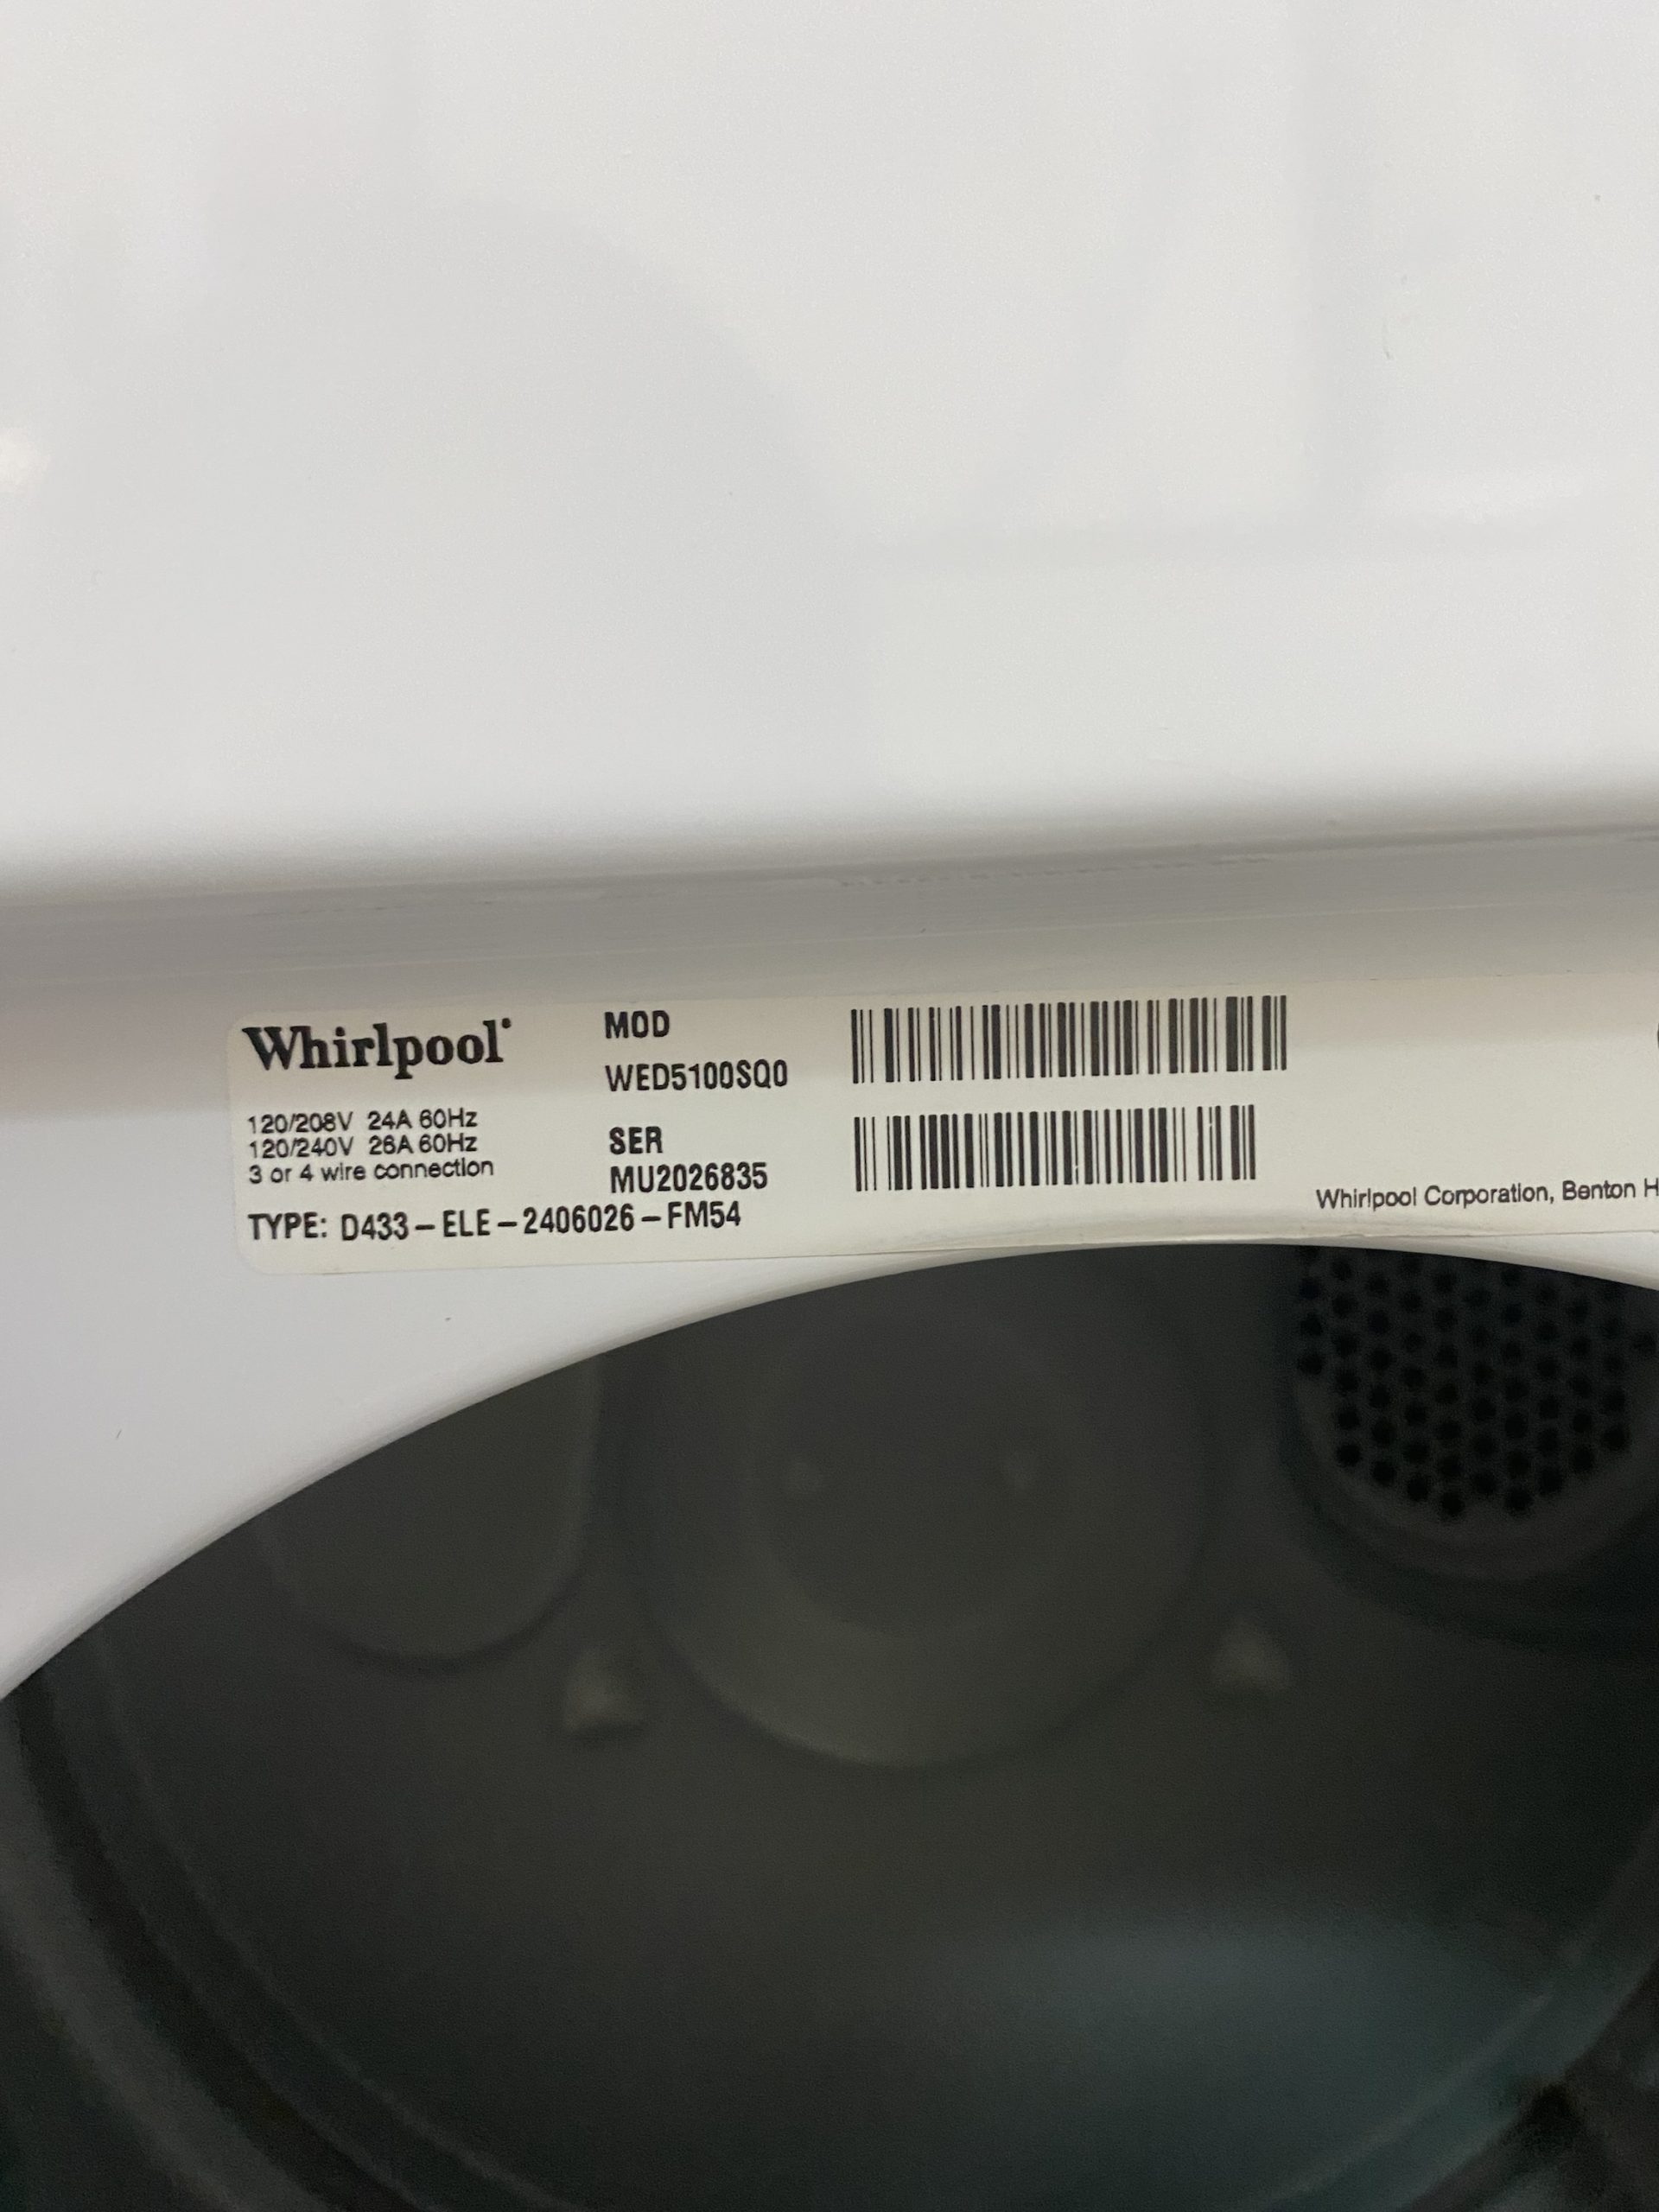 Whirlpool
MOD
WED5100SQ0
120/208V 24A 60Hz
120/240V 26A 60Hz
3 or 4 wire connection
SER
MU2026835
TYPE: D433-ELE-2406026-FM54
Whirlpool Corporation, Benton H